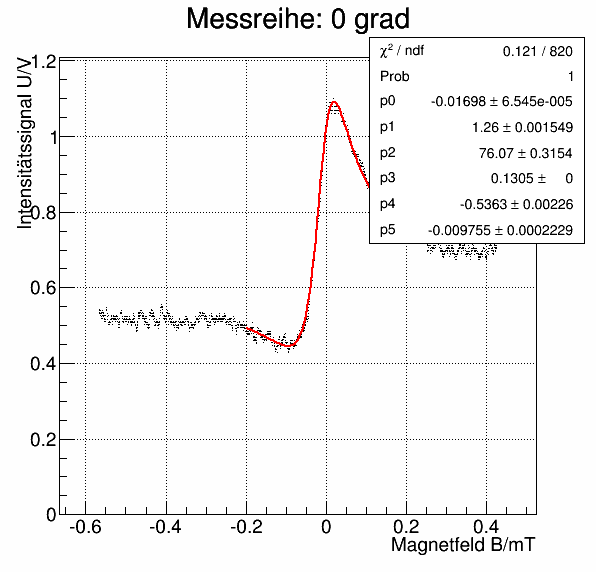 Messreihe: 0 grad
χ² / ndf 0.121 / 820
Prob 1
p0 -0.01698 ± 6.545e-005
p1 1.26 ± 0.001549
p2 76.07 ± 0.3154
p3 0.1305 ± 0
p4 -0.5363 ± 0.00226
p5 -0.009755 ± 0.0002229
Intensitätssignal U/V
1.2
1
0.8
0.6
0.4
0.2
0
-0.6 -0.4 -0.2 0 0.2 0.4
Magnetfeld B/mT